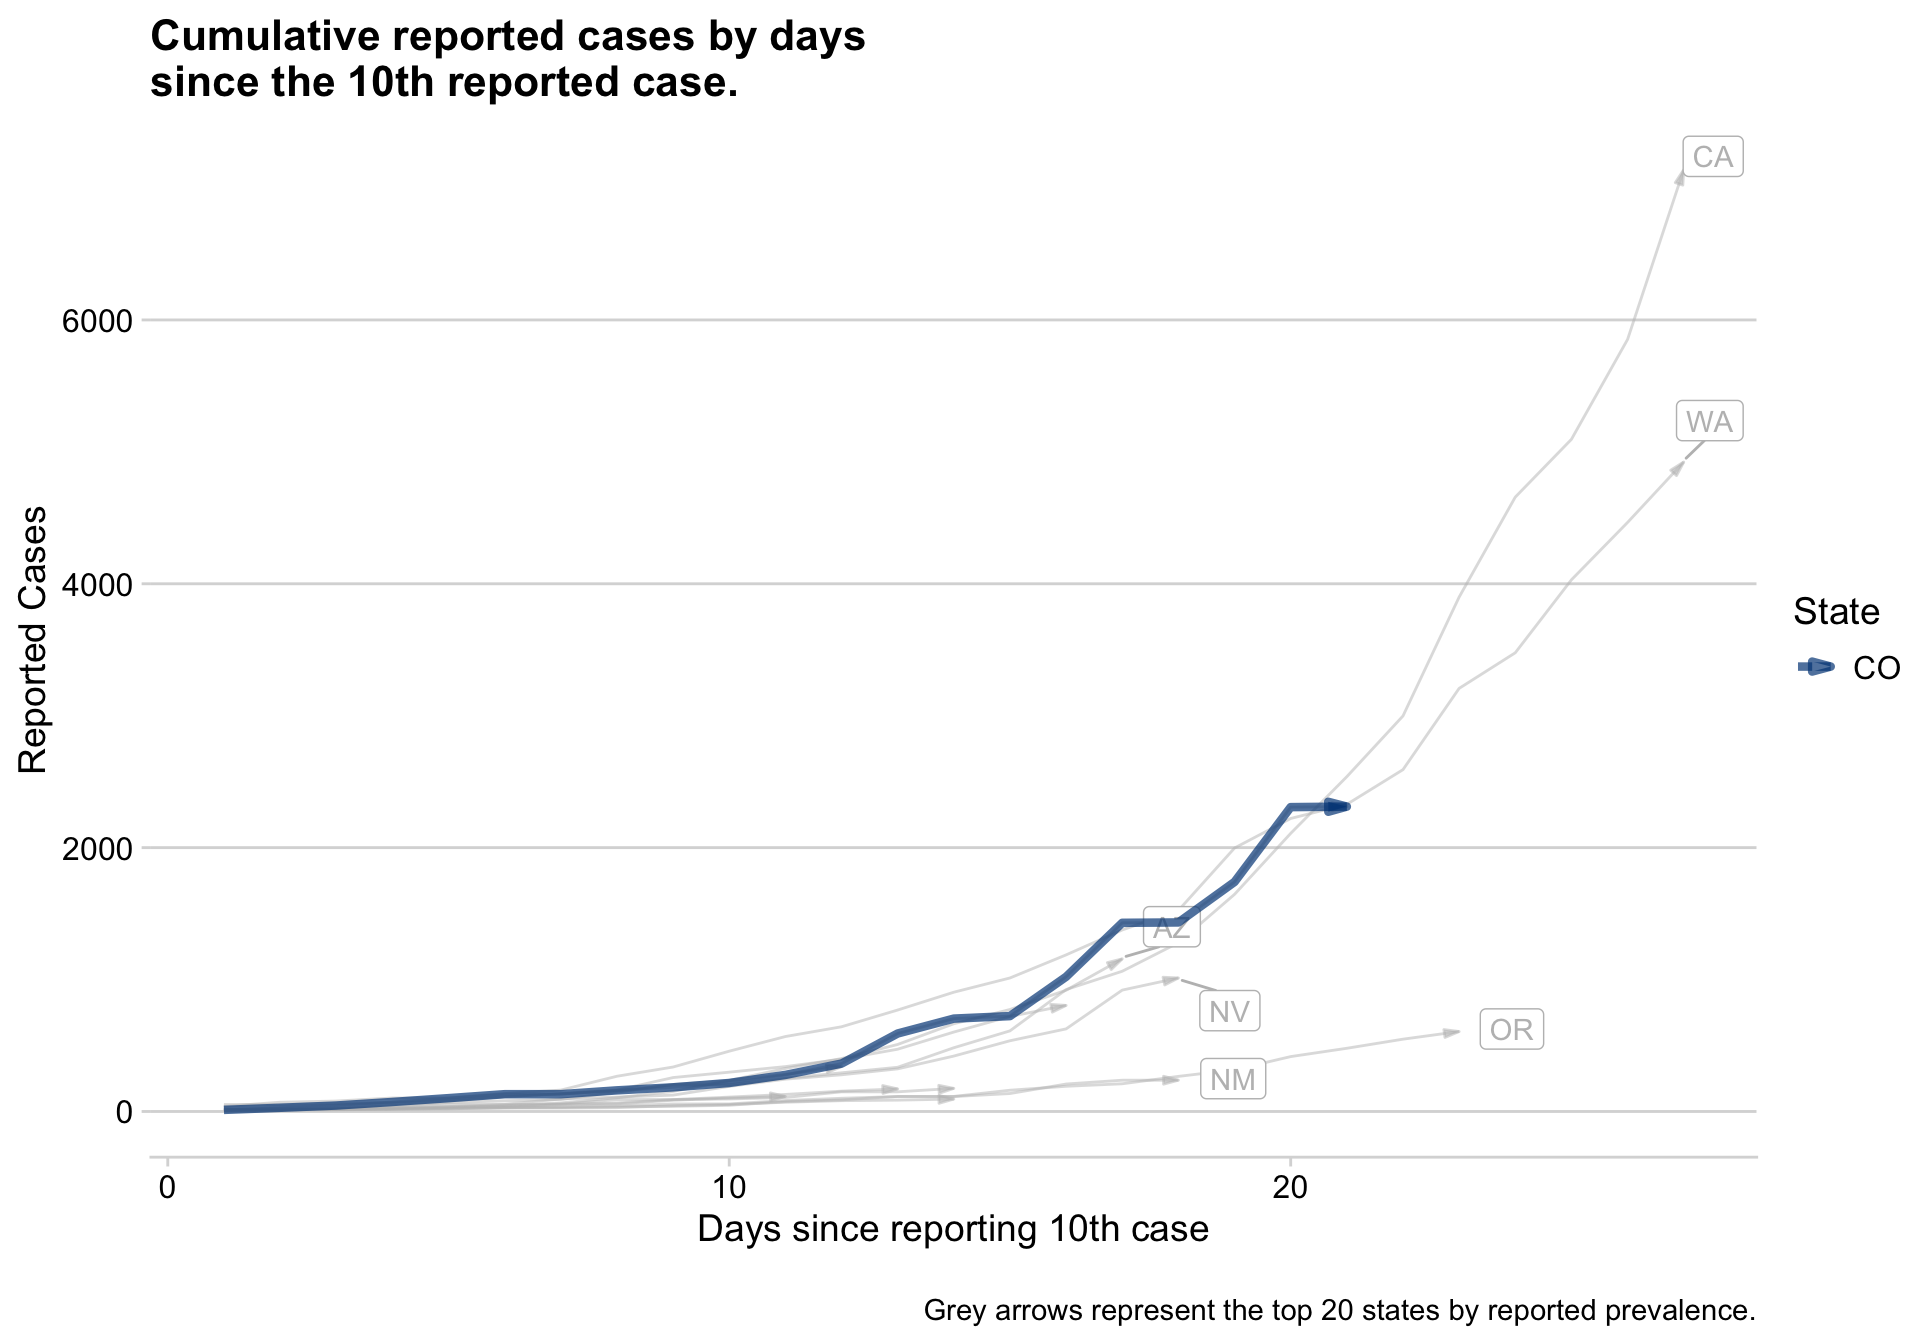 Cumulative reported cases by days
since the 10th reported case.
CA
6000
WA
Reported Cases
4000
State
CO
2000
AZ
NV
OR
NM
0
0 10 20
Days since reporting 10th case
Grey arrows represent the top 20 states by reported prevalence.